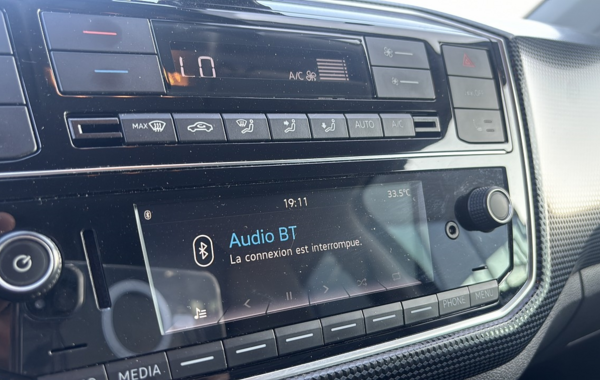 LO
A/C
MAX
AUTO
A/C
19:11
33.5°C
Audio BT
La connexion est interrompue.
PHONE
MENU
MEDIA